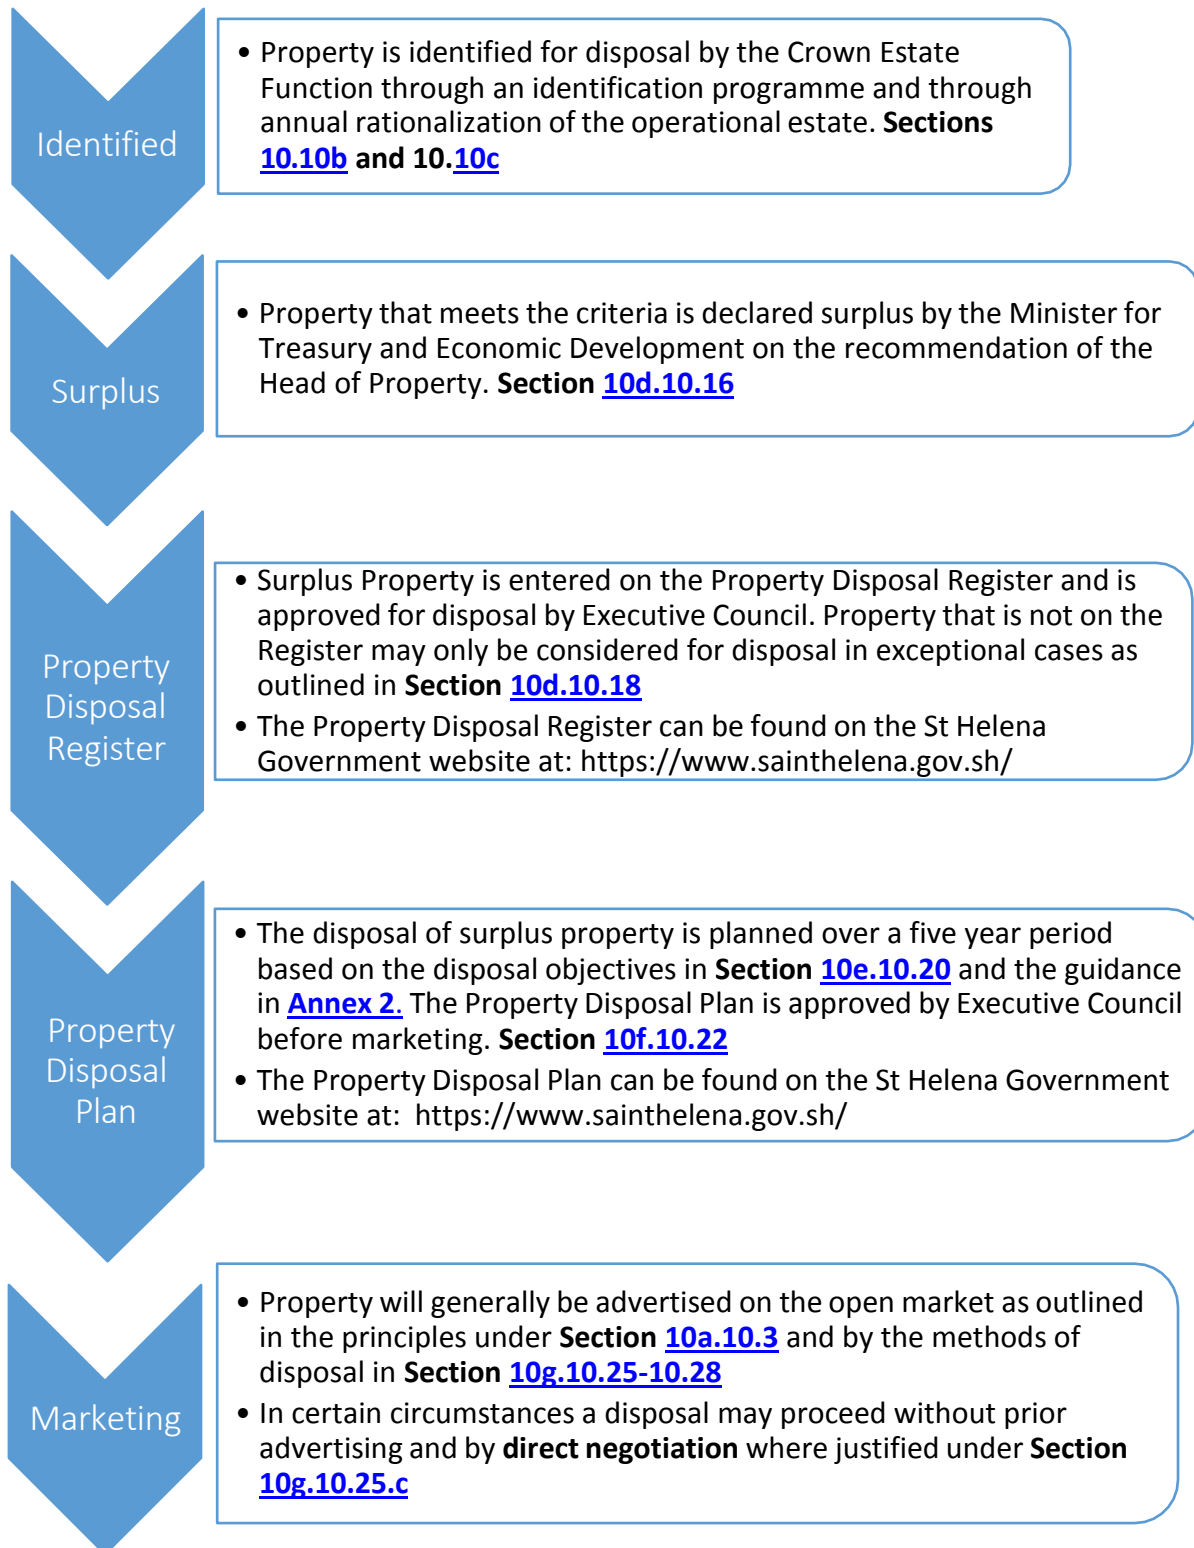 Identified
• Property is identified for disposal by the Crown Estate
Function through an identification programme and through
annual rationalization of the operational estate. Sections
10.10b and 10.10c
Surplus
• Property that meets the criteria is declared surplus by the Minister for
Treasury and Economic Development on the recommendation of the
Head of Property. Section 10d.10.16
Property
Disposal
Register
• Surplus Property is entered on the Property Disposal Register and is
approved for disposal by Executive Council. Property that is not on the
Register may only be considered for disposal in exceptional cases as
outlined in Section 10d.10.18
• The Property Disposal Register can be found on the St Helena
Government website at: https://www.sainthelena.gov.sh/
Property
Disposal
Plan
• The disposal of surplus property is planned over a five year period
based on the disposal objectives in Section 10e.10.20 and the guidance
in Annex 2. The Property Disposal Plan is approved by Executive Council
before marketing. Section 10f.10.22
• The Property Disposal Plan can be found on the St Helena Government
website at: https://www.sainthelena.gov.sh/
Marketing
• Property will generally be advertised on the open market as outlined
in the principles under Section 10a.10.3 and by the methods of
disposal in Section 10g.10.25-10.28
• In certain circumstances a disposal may proceed without prior
advertising and by direct negotiation where justified under Section
10g.10.25.c